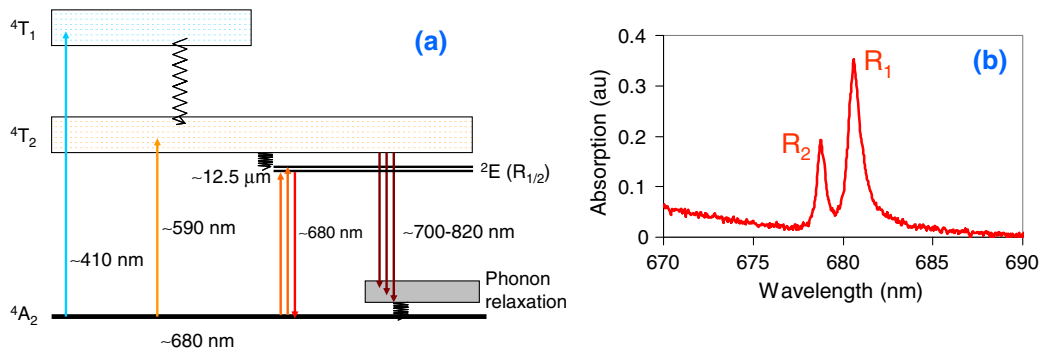 ⁴T₁
(a)
⁴T₂
~12.5 μm
²E (R₁/₂)
~590 nm
~680 nm
~700-820 nm
~410 nm
Phonon
relaxation
⁴A₂
~680 nm
(b)
0.4
0.3
0.2
0.1
0
Absorption (au)
R₁
R₂
670
675
680
685
690
Wavelength (nm)